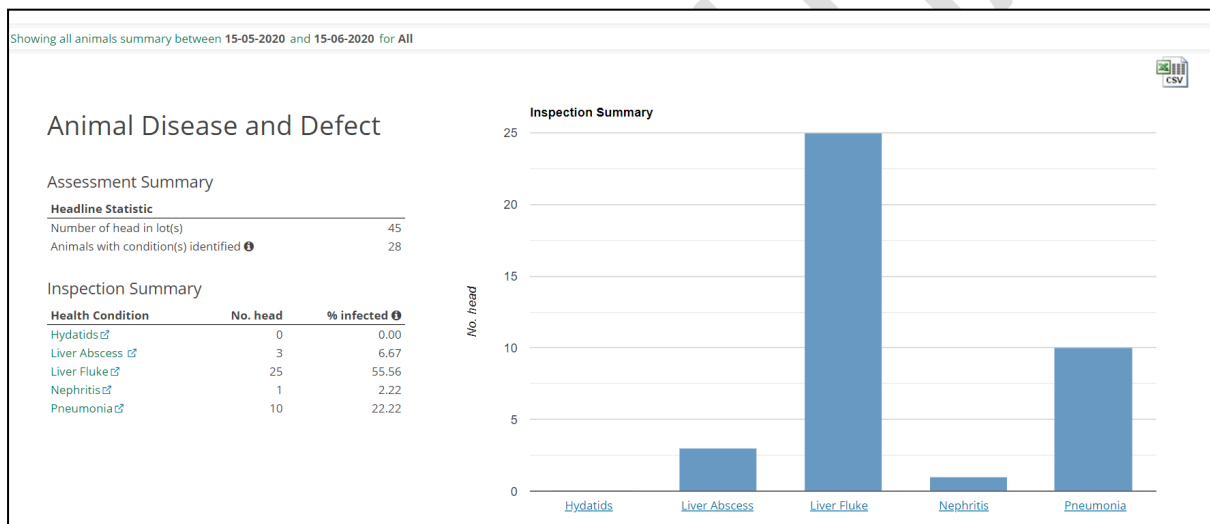 Showing all animals summary between 15-05-2020 and 15-06-2020 for All
CSV
Animal Disease and Defect
Assessment Summary
Headline Statistic
Number of head in lot(s) 45
Animals with condition(s) identified 28
Inspection Summary
Health Condition No. head % infected
Hydatids 0 0.00
Liver Abscess 3 6.67
Liver Fluke 25 55.56
Nephritis 1 2.22
Pneumonia 10 22.22
Inspection Summary
No. head
25
20
15
10
5
0
Hydatids Liver Abscess Liver Fluke Nephritis Pneumonia